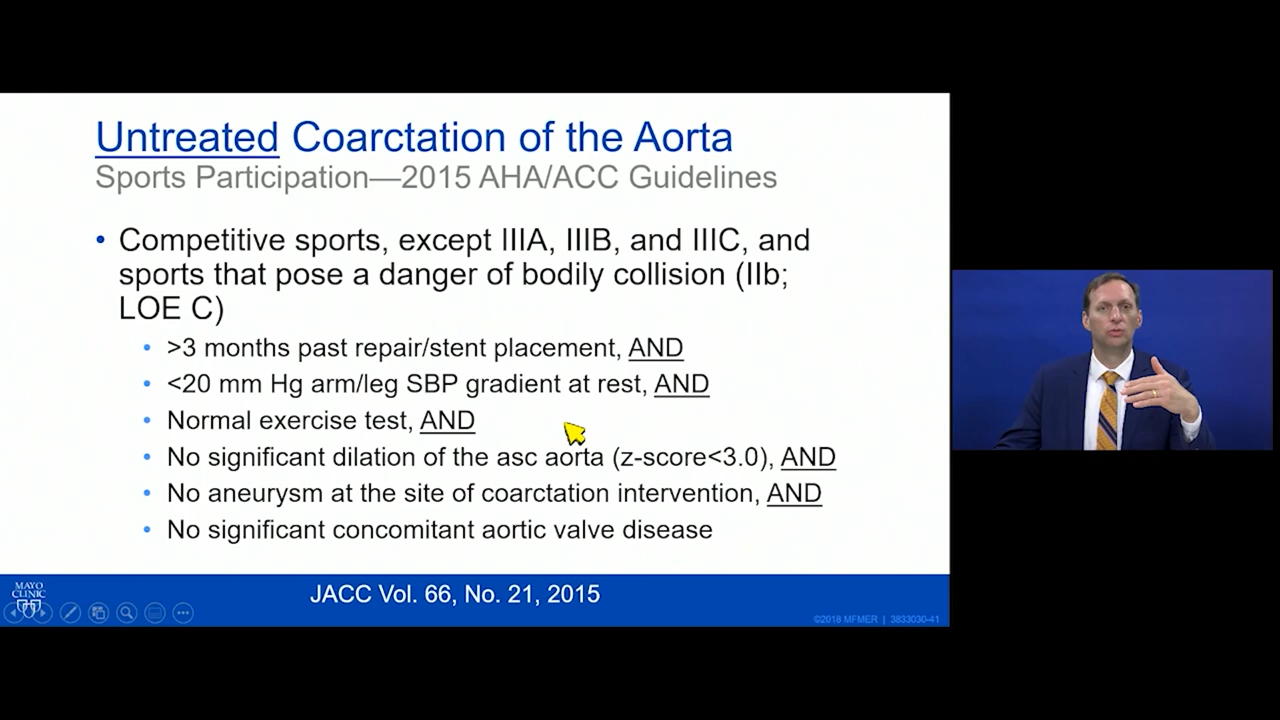 Untreated Coarctation of the Aorta
Sports Participation—2015 AHA/ACC Guidelines
• Competitive sports, except IIIA, IIIB, and IIIC, and
sports that pose a danger of bodily collision (IIb;
LOE C)
• >3 months past repair/stent placement, AND
• <20 mm Hg arm/leg SBP gradient at rest, AND
• Normal exercise test, AND
• No significant dilation of the asc aorta (z-score<3.0), AND
• No aneurysm at the site of coarctation intervention, AND
• No significant concomitant aortic valve disease
MAYO
CLINIC
JACC Vol. 66, No. 21, 2015
©2018 MFMER | 3833030-41